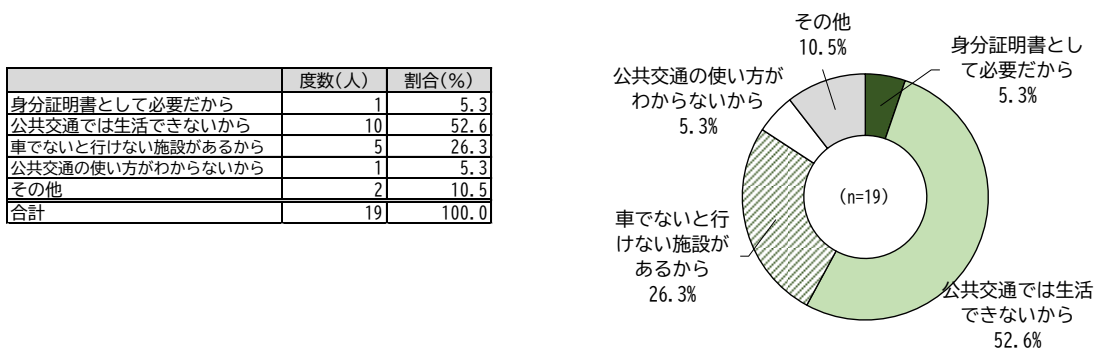 度数(人) 割合(%)
身分証明書として必要だから 1 5.3
公共交通では生活できないから 10 52.6
車でないと行けない施設があるから 5 26.3
公共交通の使い方がわからないから 1 5.3
その他 2 10.5
合計 19 100.0
その他
10.5%
身分証明書とし
て必要だから
5.3%
公共交通の使い方が
わからないから
5.3%
(n=19)
車でないと行
けない施設が
あるから
26.3%
公共交通では生活
できないから
52.6%